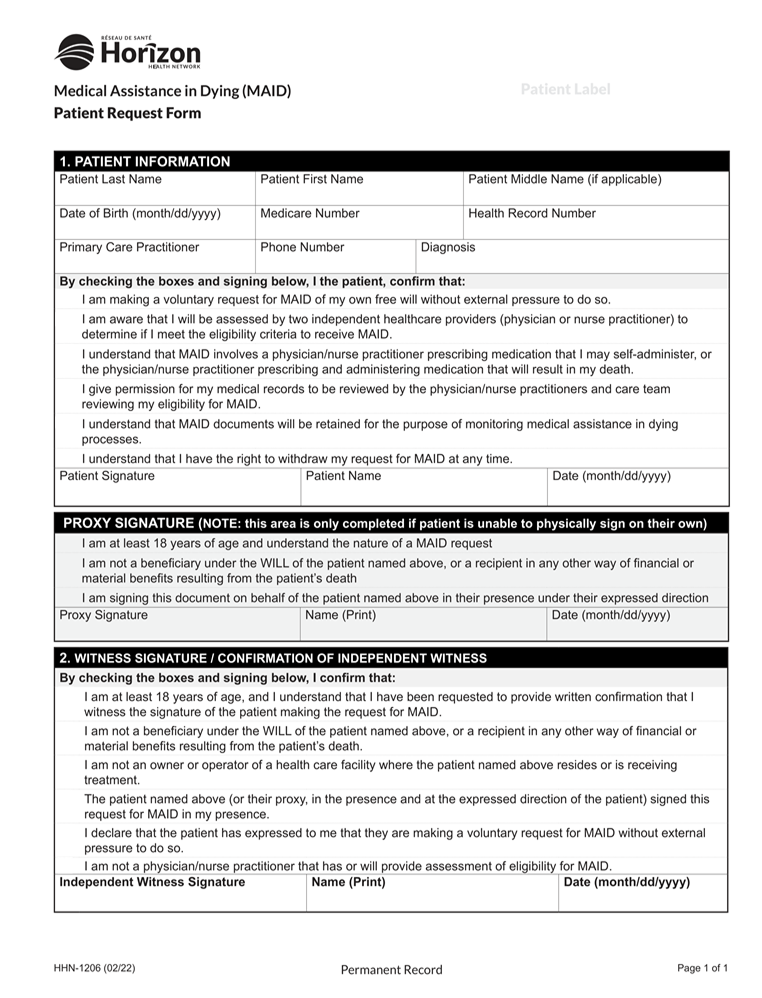 RÉSEAU DE SANTÉ
Horizon
HEALTH NETWORK
Medical Assistance in Dying (MAID)
Patient Label
Patient Request Form
1. PATIENT INFORMATION
Patient Last Name
Patient First Name
Patient Middle Name (if applicable)
Date of Birth (month/dd/yyyy)
Medicare Number
Health Record Number
Primary Care Practitioner
Phone Number
Diagnosis
By checking the boxes and signing below, I the patient, confirm that:
I am making a voluntary request for MAID of my own free will without external pressure to do so.
I am aware that I will be assessed by two independent healthcare providers (physician or nurse practitioner) to
determine if I meet the eligibility criteria to receive MAID.
I understand that MAID involves a physician/nurse practitioner prescribing medication that I may self-administer, or
the physician/nurse practitioner prescribing and administering medication that will result in my death.
I give permission for my medical records to be reviewed by the physician/nurse practitioners and care team
reviewing my eligibility for MAID.
I understand that MAID documents will be retained for the purpose of monitoring medical assistance in dying
processes.
I understand that I have the right to withdraw my request for MAID at any time.
Patient Signature
Patient Name
Date (month/dd/yyyy)
PROXY SIGNATURE (NOTE: this area is only completed if patient is unable to physically sign on their own)
I am at least 18 years of age and understand the nature of a MAID request
I am not a beneficiary under the WILL of the patient named above, or a recipient in any other way of financial or
material benefits resulting from the patient's death
I am signing this document on behalf of the patient named above in their presence under their expressed direction
Proxy Signature
Name (Print)
Date (month/dd/yyyy)
2. WITNESS SIGNATURE / CONFIRMATION OF INDEPENDENT WITNESS
By checking the boxes and signing below, I confirm that:
I am at least 18 years of age, and I understand that I have been requested to provide written confirmation that I
witness the signature of the patient making the request for MAID.
I am not a beneficiary under the WILL of the patient named above, or a recipient in any other way of financial or
material benefits resulting from the patient's death.
I am not an owner or operator of a health care facility where the patient named above resides or is receiving
treatment.
The patient named above (or their proxy, in the presence and at the expressed direction of the patient) signed this
request for MAID in my presence.
I declare that the patient has expressed to me that they are making a voluntary request for MAID without external
pressure to do so.
I am not a physician/nurse practitioner that has or will provide assessment of eligibility for MAID.
Independent Witness Signature
Name (Print)
Date (month/dd/yyyy)
HHN-1206 (02/22)
Permanent Record
Page 1 of 1